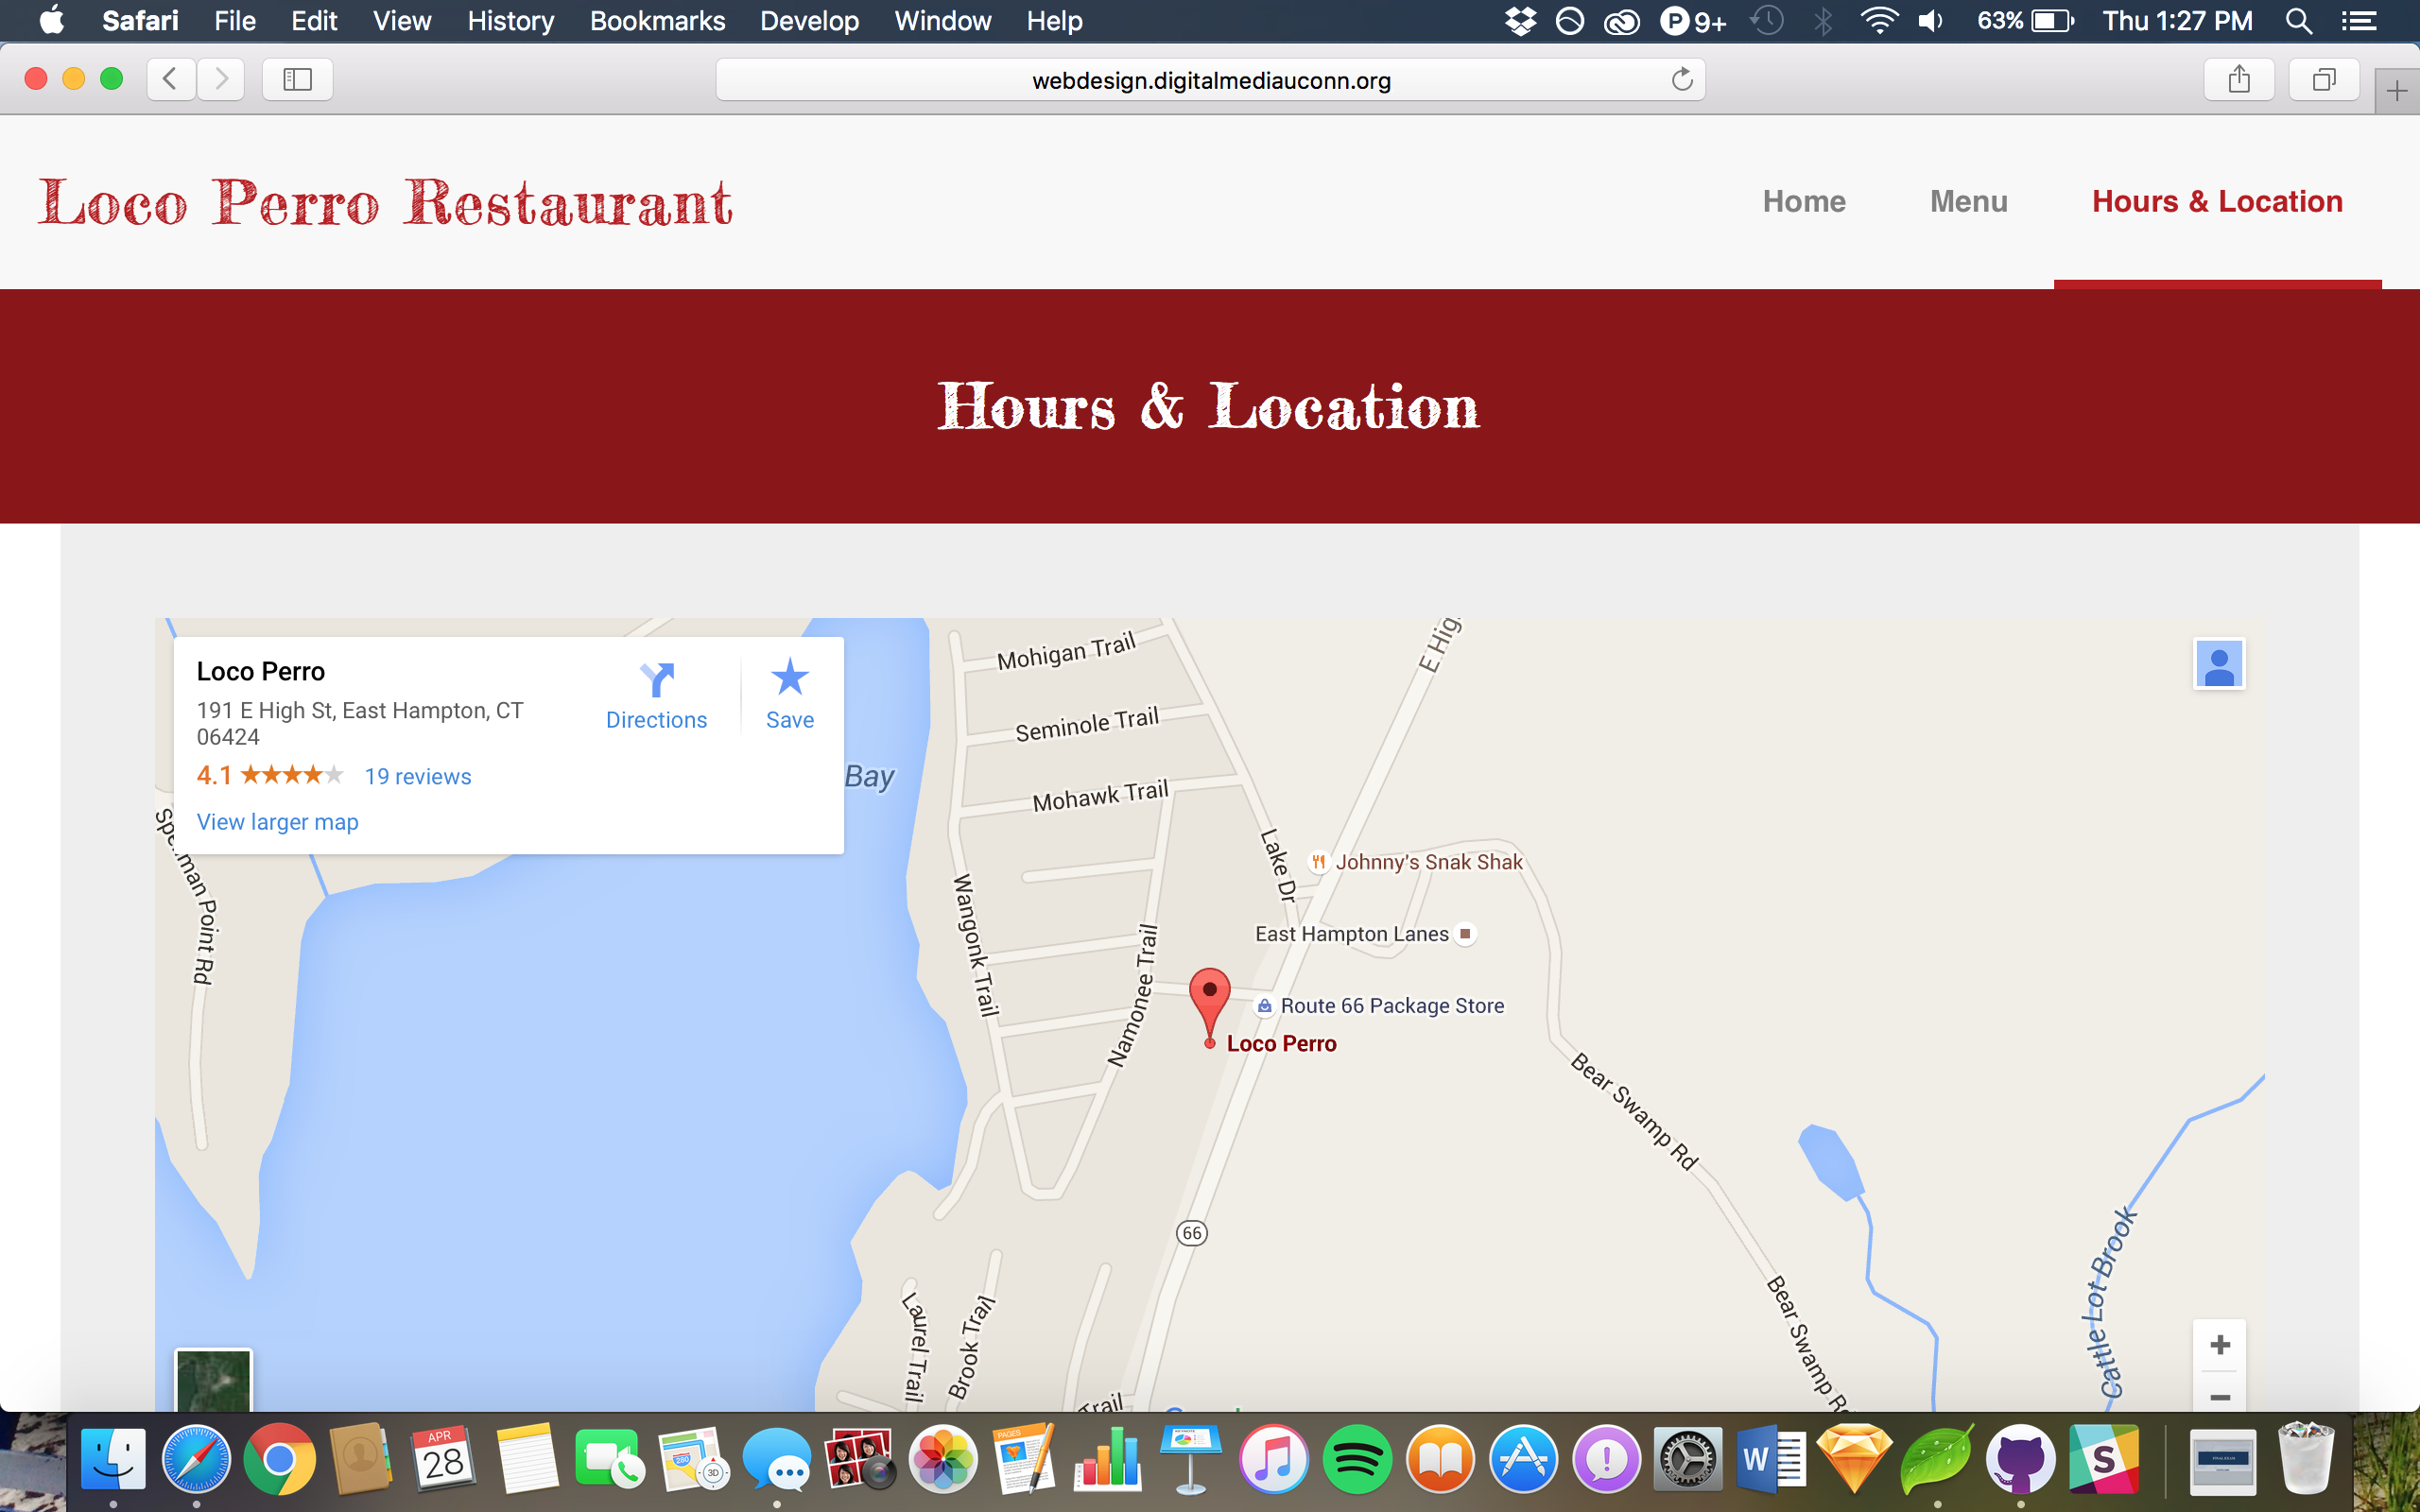 Safari File Edit View History Bookmarks Develop Window Help 9+ 63% Thu 1:27 PM
webdesign.digitalmediauconn.org
Loco Perro Restaurant
Home Menu Hours & Location
Hours & Location
Loco Perro
191 E High St, East Hampton, CT
06424
4.1 19 reviews
View larger map
Directions
Save
Bay
Mohigan Trail
Seminole Trail
Mohawk Trail
E Hig
Lake Dr
Johnny's Snak Shak
East Hampton Lanes
Route 66 Package Store
Loco Perro
Wangonk Trail
Namonee Trail
man Point Rd
Bear Swamp Rd
66
Cattle Lot Brook
Bear Swamp Rd
Laurel Trail
Brook Trail
Trail
+
−
APR
28
PAGES
280
3D
W
S